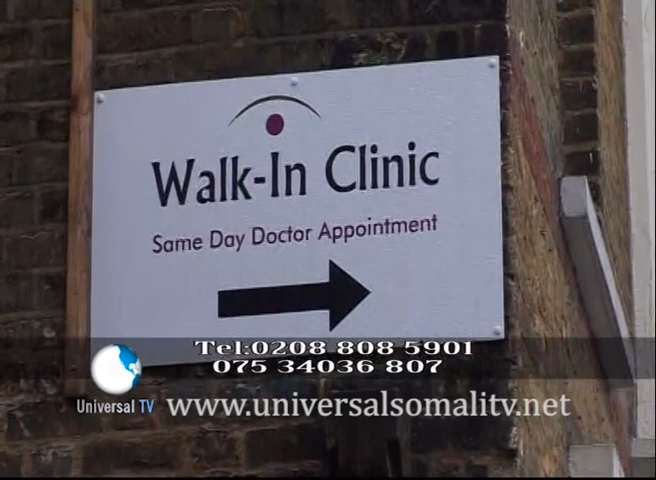 Walk-In Clinic
Same Day Doctor Appointment
Tel:0208 808 5901
075 34036 807
Universal TV
www.universalsomalitv.net